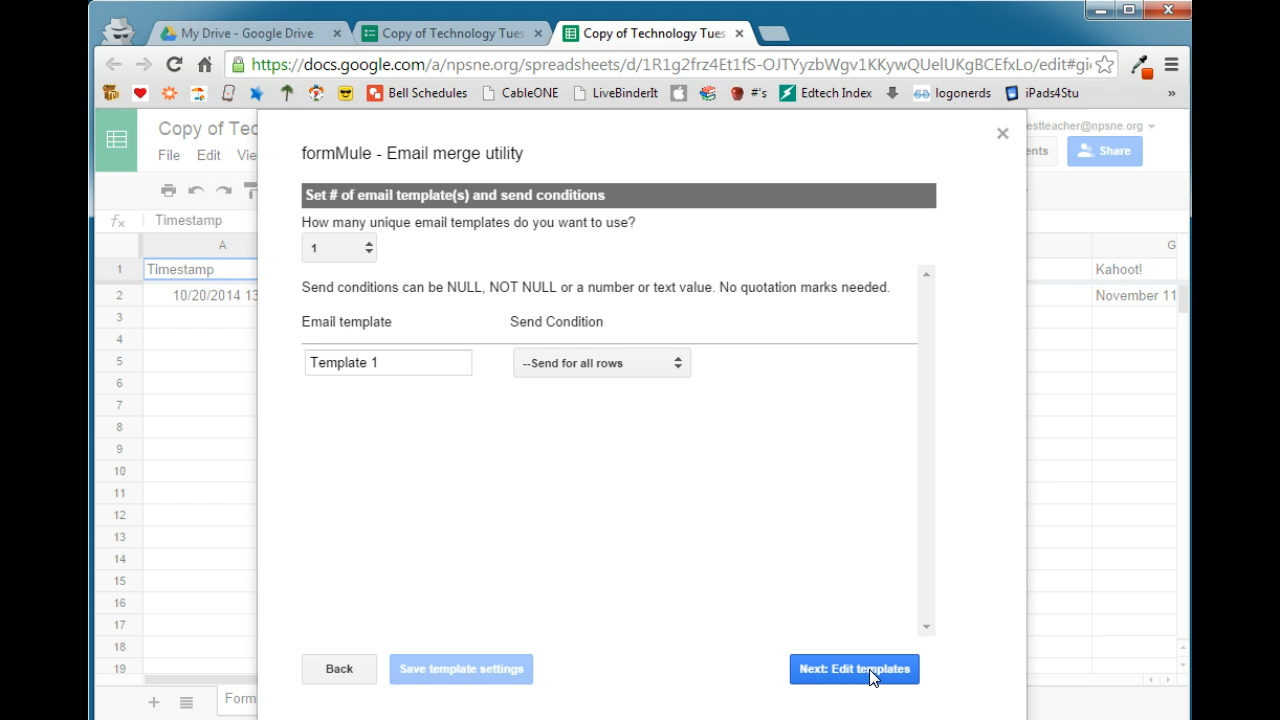 My Drive - Google Drive
Copy of Technology Tues
Copy of Technology Tues
https://docs.google.com/a/npsne.org/spreadsheets/d/1R1g2frz4Et1fS-OJTYyzbWgv1KKywQUelUKgBCEfxLo/edit#gi
Bell Schedules
CableONE
LiveBinderIt
#'s
Edtech Index
logonerds
iPads4Stu
»
Copy of Tec
estteacher@npsne.org
File Edit Vie
ents
Share
formMule - Email merge utility
Set # of email template(s) and send conditions
How many unique email templates do you want to use?
1
Send conditions can be NULL, NOT NULL or a number or text value. No quotation marks needed.
Email template Send Condition
Template 1 --Send for all rows
Back Save template settings Next: Edit templates
fx Timestamp
A G
1 Timestamp Kahoot!
2 10/20/2014 13 November 11
3
4
5
6
7
8
9
10
11
12
13
14
15
16
17
18
19
Form